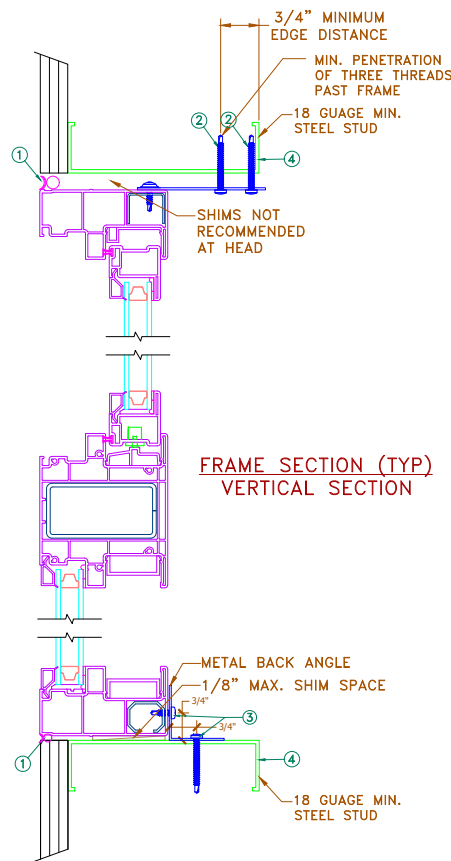 3/4" MINIMUM
EDGE DISTANCE
MIN. PENETRATION
OF THREE THREADS
PAST FRAME
2
2
18 GUAGE MIN.
STEEL STUD
1
4
SHIMS NOT
RECOMMENDED
AT HEAD
FRAME SECTION (TYP)
VERTICAL SECTION
METAL BACK ANGLE
1/8" MAX. SHIM SPACE
3/4"
3
3/4"
1
4
18 GUAGE MIN.
STEEL STUD